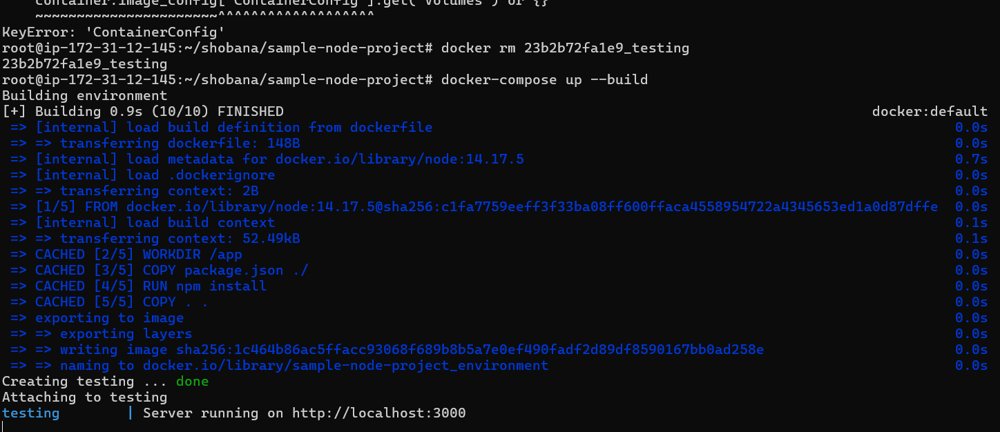 container.image_config['ContainerConfig'].get('Volumes') or {}
~~~~~~~~~~~~~~~~~~~~~~^^^^^^^^^^^^^^^^^^^
KeyError: 'ContainerConfig'
root@ip-172-31-12-145:~/shobana/sample-node-project# docker rm 23b2b72fa1e9_testing
23b2b72fa1e9_testing
root@ip-172-31-12-145:~/shobana/sample-node-project# docker-compose up --build
Building environment
[+] Building 0.9s (10/10) FINISHED docker:default
=> [internal] load build definition from dockerfile 0.0s
=> => transferring dockerfile: 148B 0.0s
=> [internal] load metadata for docker.io/library/node:14.17.5 0.7s
=> [internal] load .dockerignore 0.0s
=> => transferring context: 2B 0.0s
=> [1/5] FROM docker.io/library/node:14.17.5@sha256:c1fa7759eeff3f33ba08ff600ffaca4558954722a4345653ed1a0d87dffe 0.0s
=> [internal] load build context 0.1s
=> => transferring context: 52.49kB 0.1s
=> CACHED [2/5] WORKDIR /app 0.0s
=> CACHED [3/5] COPY package.json ./ 0.0s
=> CACHED [4/5] RUN npm install 0.0s
=> CACHED [5/5] COPY . . 0.0s
=> exporting to image 0.0s
=> => exporting layers 0.0s
=> => writing image sha256:1c464b86ac5ffacc93068f689b8b5a7e0ef490fadf2d89df8590167bb0ad258e 0.0s
=> => naming to docker.io/library/sample-node-project_environment 0.0s
Creating testing ... done
Attaching to testing
testing | Server running on http://localhost:3000